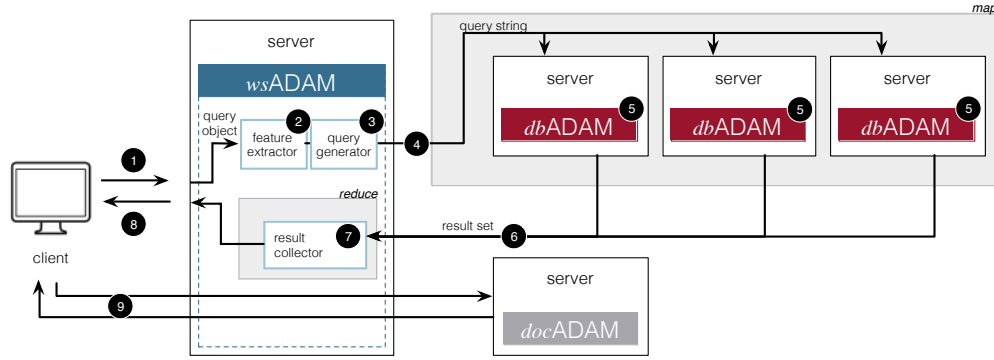 map
query string
server
server
server
server
wsADAM
dbADAM
5
dbADAM
5
dbADAM
5
query
object
feature
extractor
2
query
generator
3
4
1
8
reduce
result
collector
7
result set
6
client
9
server
docADAM